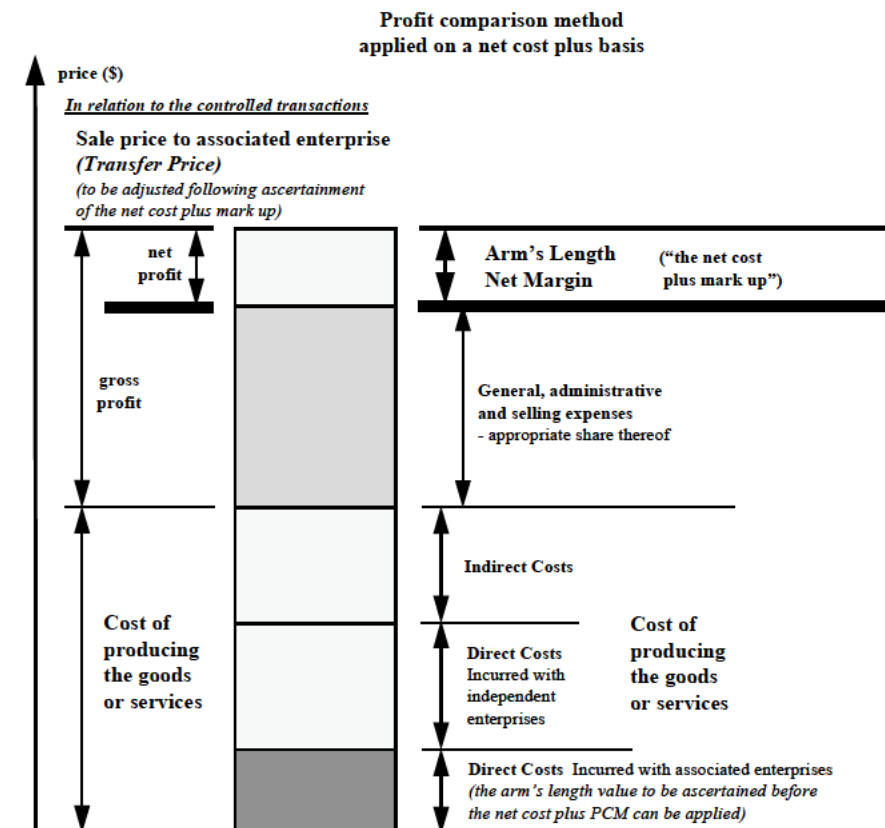 Profit comparison method
applied on a net cost plus basis
price ($)
In relation to the controlled transactions
Sale price to associated enterprise
(Transfer Price)
(to be adjusted following ascertainment
of the net cost plus mark up)
net
profit
Arm's Length
Net Margin
("the net cost
plus mark up")
gross
profit
General, administrative
and selling expenses
- appropriate share thereof
Indirect Costs
Cost of
producing
the goods
or services
Direct Costs
Incurred with
independent
enterprises
Cost of
producing
the goods
or services
Direct Costs Incurred with associated enterprises
(the arm's length value to be ascertained before
the net cost plus PCM can be applied)